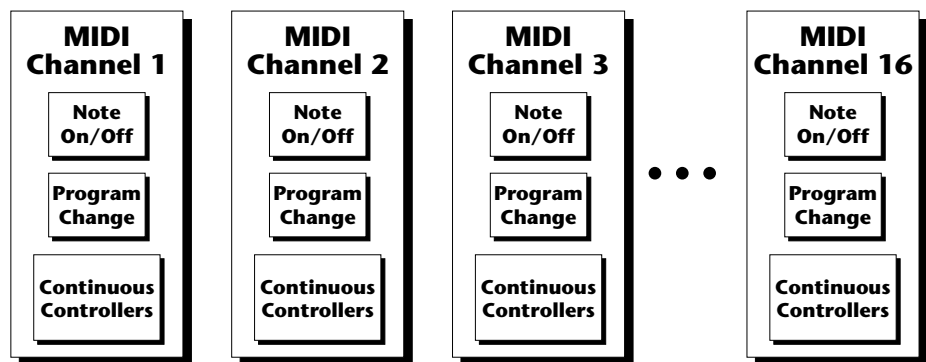 MIDI
Channel 1
Note
On/Off
Program
Change
Continuous
Controllers
MIDI
Channel 2
Note
On/Off
Program
Change
Continuous
Controllers
MIDI
Channel 3
Note
On/Off
Program
Change
Continuous
Controllers
MIDI
Channel 16
Note
On/Off
Program
Change
Continuous
Controllers